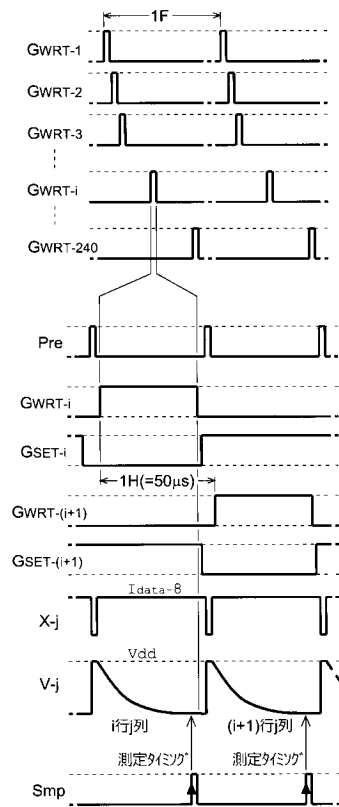 1F
GWRT-1
GWRT-2
GWRT-3
GWRT-i
GWRT-240
Pre
GWRT-i
GSET-i
1H(=50μs)
GWRT-(i+1)
GSET-(i+1)
Idata-8
X-j
Vdd
V-j
i行j列
(i+1)行j列
測定タイミング
測定タイミング
Smp